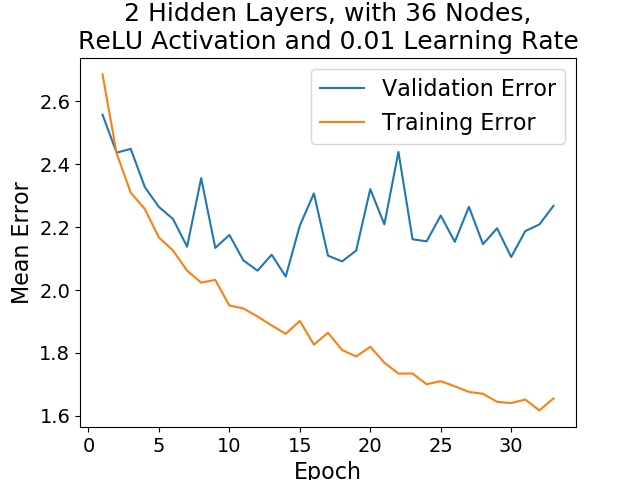 2 Hidden Layers, with 36 Nodes,
ReLU Activation and 0.01 Learning Rate
Validation Error
Training Error
Mean Error
2.6
2.4
2.2
2.0
1.8
1.6
0 5 10 15 20 25 30
Epoch